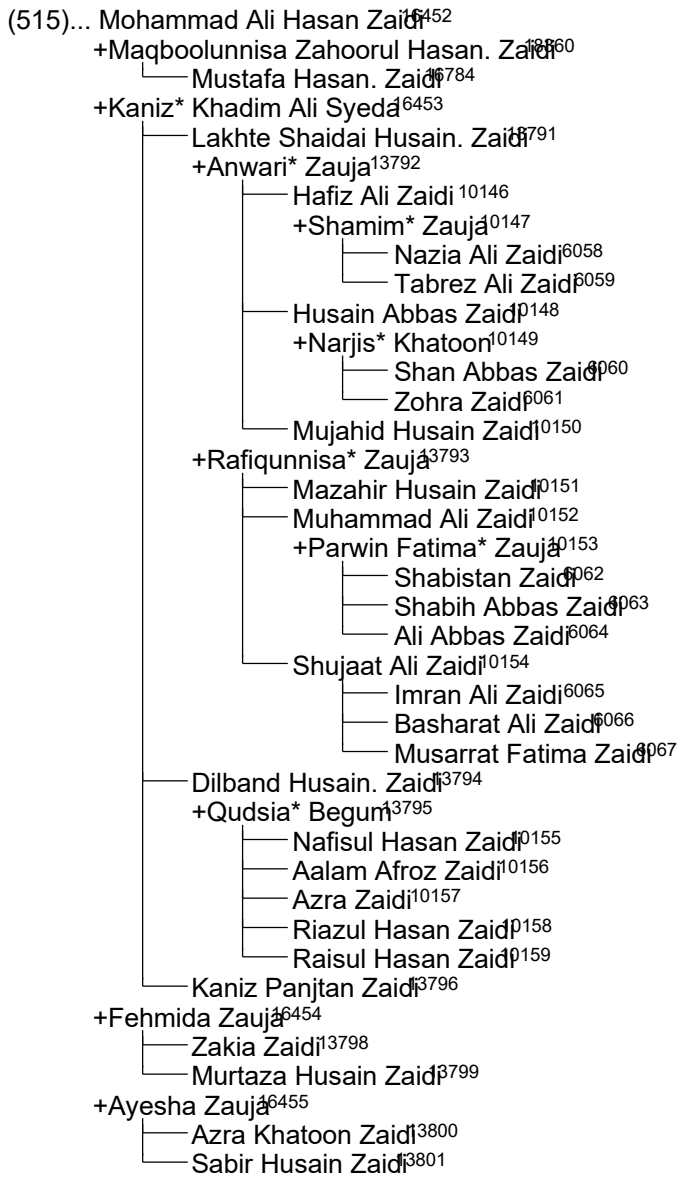 (515)... Mohammad Ali Hasan Zaidi16452
+Maqboolunnisa Zahoorul Hasan. Zaidi18360
Mustafa Hasan. Zaidi16784
+Kaniz* Khadim Ali Syeda16453
Lakhte Shaidai Husain. Zaidi13791
+Anwari* Zauja13792
Hafiz Ali Zaidi10146
+Shamim* Zauja10147
Nazia Ali Zaidi6058
Tabrez Ali Zaidi6059
Husain Abbas Zaidi10148
+Narjis* Khatoon10149
Shan Abbas Zaidi6060
Zohra Zaidi6061
Mujahid Husain Zaidi10150
+Rafiqunnisa* Zauja13793
Mazahir Husain Zaidi10151
Muhammad Ali Zaidi10152
+Parwin Fatima* Zauja10153
Shabistan Zaidi6062
Shabih Abbas Zaidi6063
Ali Abbas Zaidi6064
Shujaat Ali Zaidi10154
Imran Ali Zaidi6065
Basharat Ali Zaidi6066
Musarrat Fatima Zaidi6067
Dilband Husain. Zaidi13794
+Qudsia* Begum13795
Nafisul Hasan Zaidi10155
Aalam Afroz Zaidi10156
Azra Zaidi10157
Riazul Hasan Zaidi10158
Raisul Hasan Zaidi10159
Kaniz Panjtan Zaidi13796
+Fehmida Zauja16454
Zakia Zaidi13798
Murtaza Husain Zaidi13799
+Ayesha Zauja16455
Azra Khatoon Zaidi13800
Sabir Husain Zaidi13801